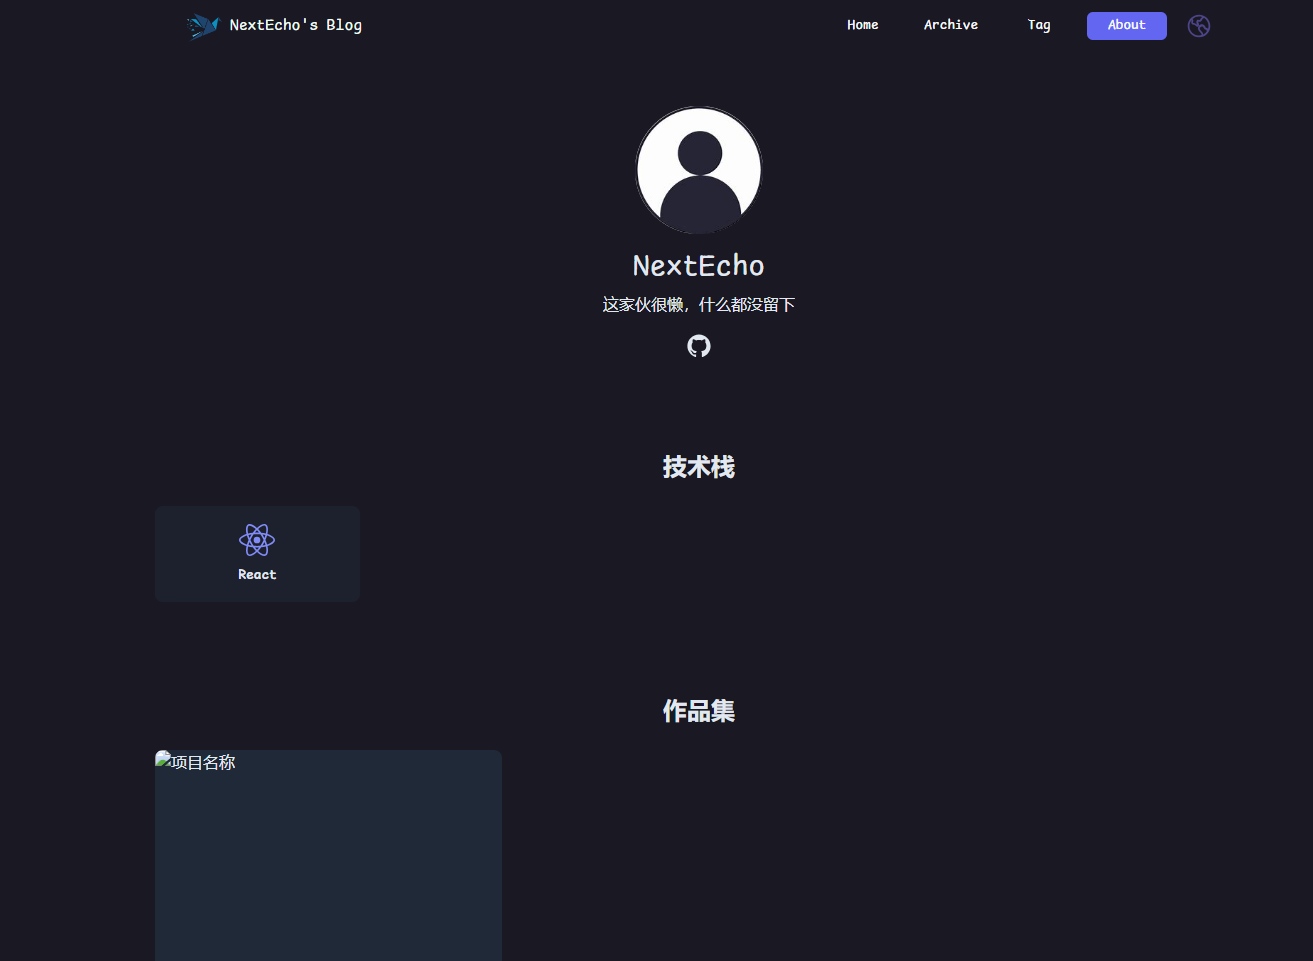 NextEcho's Blog
Home
Archive
Tag
About
NextEcho
这家伙很懒，什么都没留下
技术栈
React
作品集
项目名称